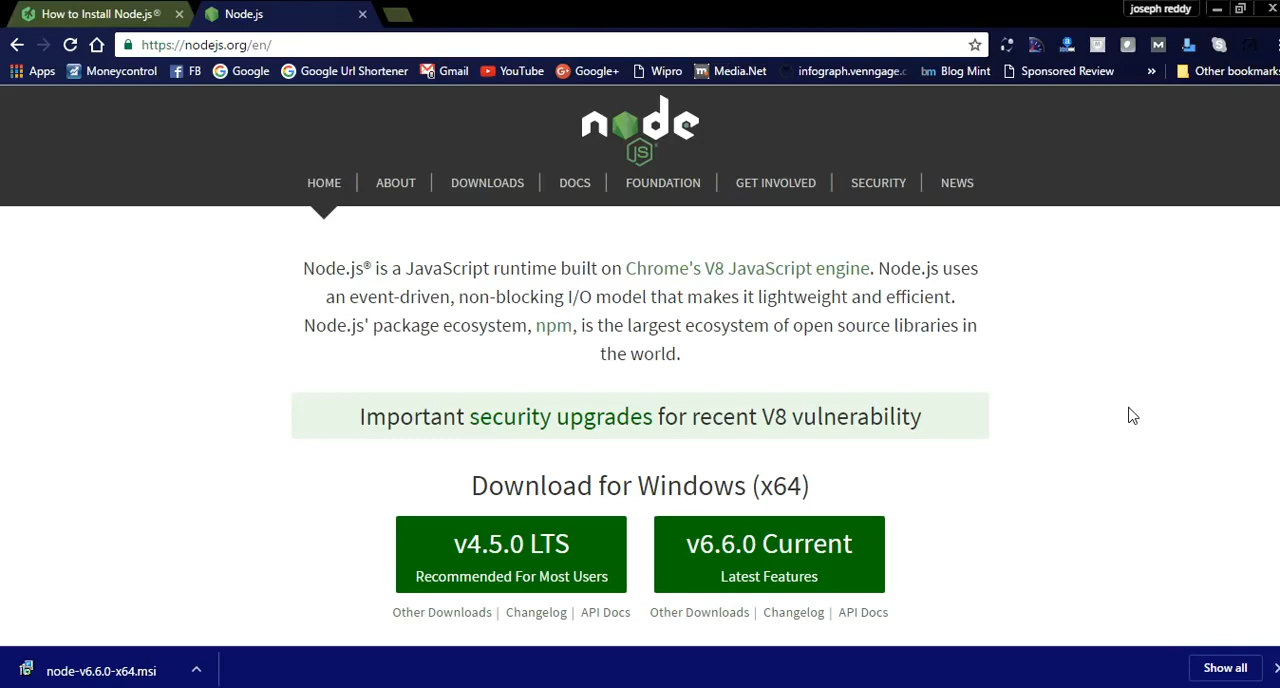 How to Install Node.js®
Node.js
joseph reddy
https://nodejs.org/en/
Apps
Moneycontrol
FB
Google
Google Url Shortener
Gmail
YouTube
Google+
Wipro
Media.Net
infograph.venngage.c
Blog Mint
Sponsored Review
»
Other bookmark
node
JS
HOME
ABOUT
DOWNLOADS
DOCS
FOUNDATION
GET INVOLVED
SECURITY
NEWS
Node.js® is a JavaScript runtime built on Chrome's V8 JavaScript engine. Node.js uses
an event-driven, non-blocking I/O model that makes it lightweight and efficient.
Node.js' package ecosystem, npm, is the largest ecosystem of open source libraries in
the world.
Important security upgrades for recent V8 vulnerability
Download for Windows (x64)
v4.5.0 LTS
Recommended For Most Users
v6.6.0 Current
Latest Features
Other Downloads | Changelog | API Docs
Other Downloads | Changelog | API Docs
node-v6.6.0-x64.msi
Show all